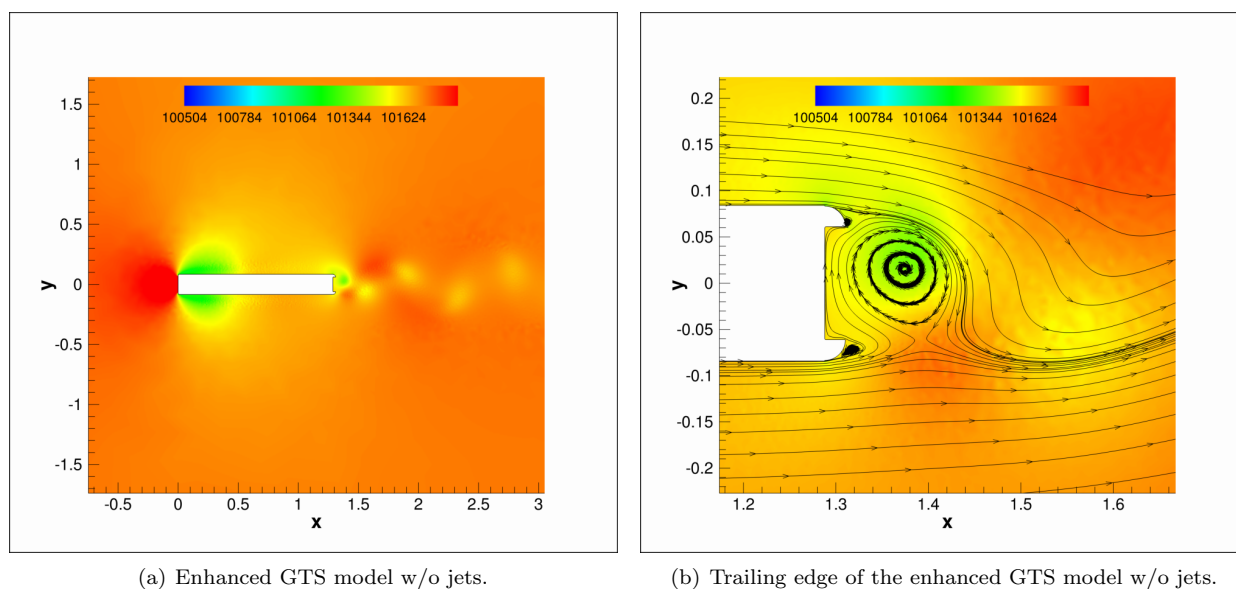 100504 100784 101064 101344 101624
1.5
1
0.5
0
-0.5
-1
-1.5
y
-0.5 0 0.5 1 1.5 2 2.5 3
x
(a) Enhanced GTS model w/o jets.
100504 100784 101064 101344 101624
0.2
0.15
0.1
0.05
0
-0.05
-0.1
-0.15
-0.2
y
1.2 1.3 1.4 1.5 1.6
x
(b) Trailing edge of the enhanced GTS model w/o jets.